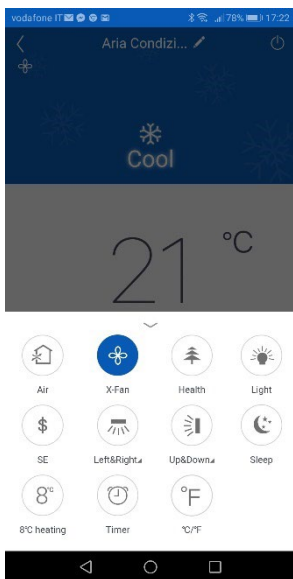 vodafone IT 78% 17:22
Aria Condizi...
Cool
21 °C
Air X-Fan Health Light
$
SE Left&Right Up&Down Sleep
8°C °F
8°C heating Timer °C/°F